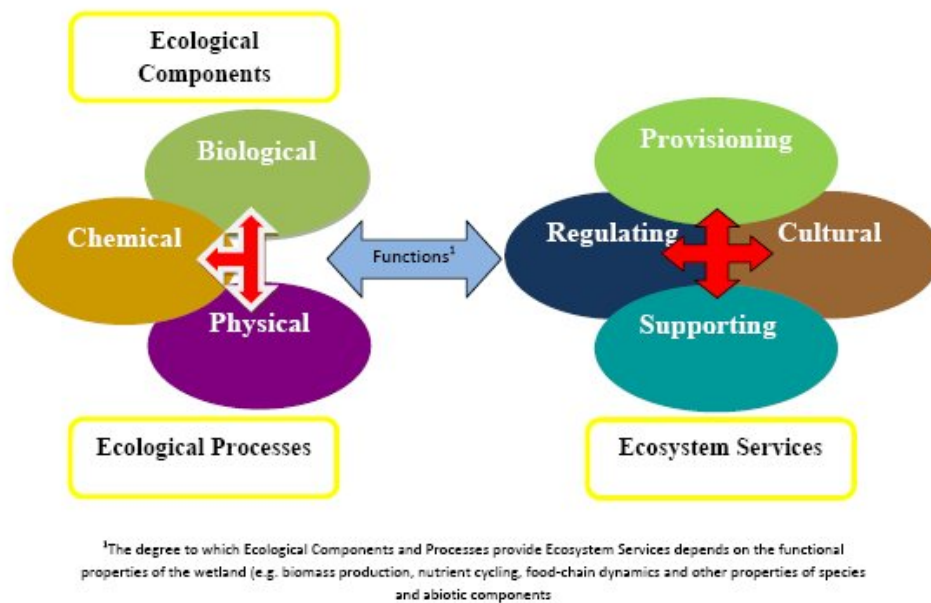 Ecological
Components
Biological
Chemical
Physical
Ecological Processes
Functions¹
Provisioning
Regulating
Cultural
Supporting
Ecosystem Services
¹The degree to which Ecological Components and Processes provide Ecosystem Services depends on the functional
properties of the wetland (e.g. biomass production, nutrient cycling, food-chain dynamics and other properties of species
and abiotic components